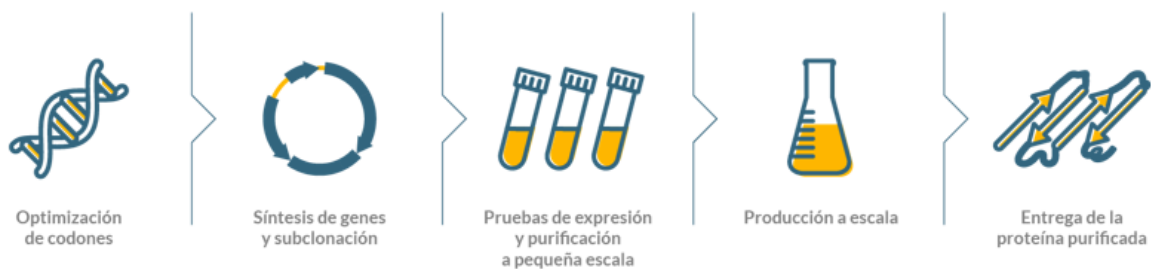 Optimización
de codones
Síntesis de genes
y subclonación
Pruebas de expresión
y purificación
a pequeña escala
Producción a escala
Entrega de la
proteína purificada